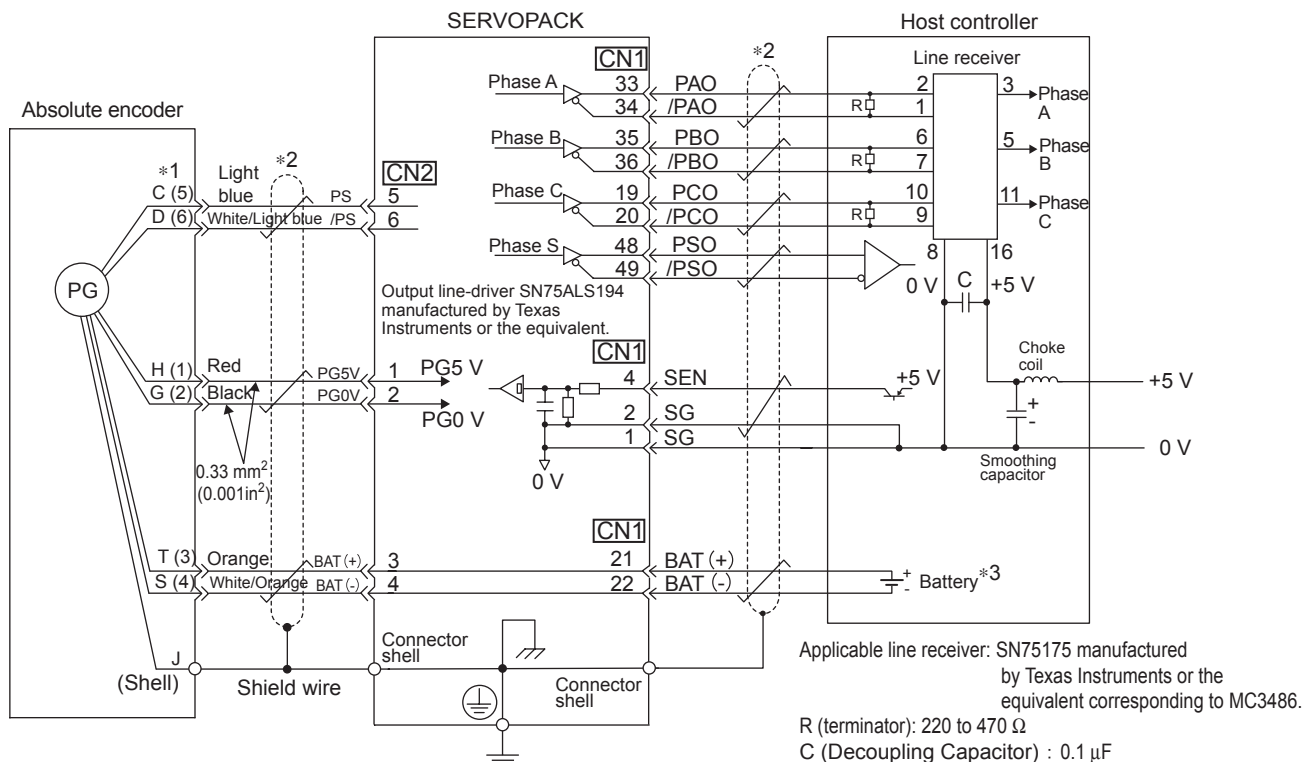 SERVOPACK
Host controller
Absolute encoder
*1
C (5)
D (6)
PG
H (1)
G (2)
T (3)
S (4)
J
(Shell)
Light
blue
*2
PS
White/Light blue /PS
Red
PG5V
Black
PG0V
0.33 mm²
(0.001in²)
Orange
BAT (+)
White/Orange BAT (-)
Shield wire
CN2
5
6
1
2
3
4
PG5 V
PG0 V
Connector
shell
Output line-driver SN75ALS194
manufactured by Texas
Instruments or the equivalent.
CN1
Phase A
33 PAO
34 /PAO
Phase B
35 PBO
36 /PBO
Phase C
19 PCO
20 /PCO
Phase S
48 PSO
49 /PSO
CN1
4 SEN
2 SG
1 SG
0 V
CN1
21 BAT (+)
22 BAT (-)
Connector
shell
*2
Line receiver
R
2
1
3
Phase
A
R
6
7
5
Phase
B
R
10
9
11
Phase
C
8
16
0 V
C
+5 V
+5 V
Choke
coil
+5 V
+
-
0 V
Smoothing
capacitor
+
-
Battery*3
Applicable line receiver: SN75175 manufactured
by Texas Instruments or the
equivalent corresponding to MC3486.
R (terminator): 220 to 470 Ω
C (Decoupling Capacitor) : 0.1 μF